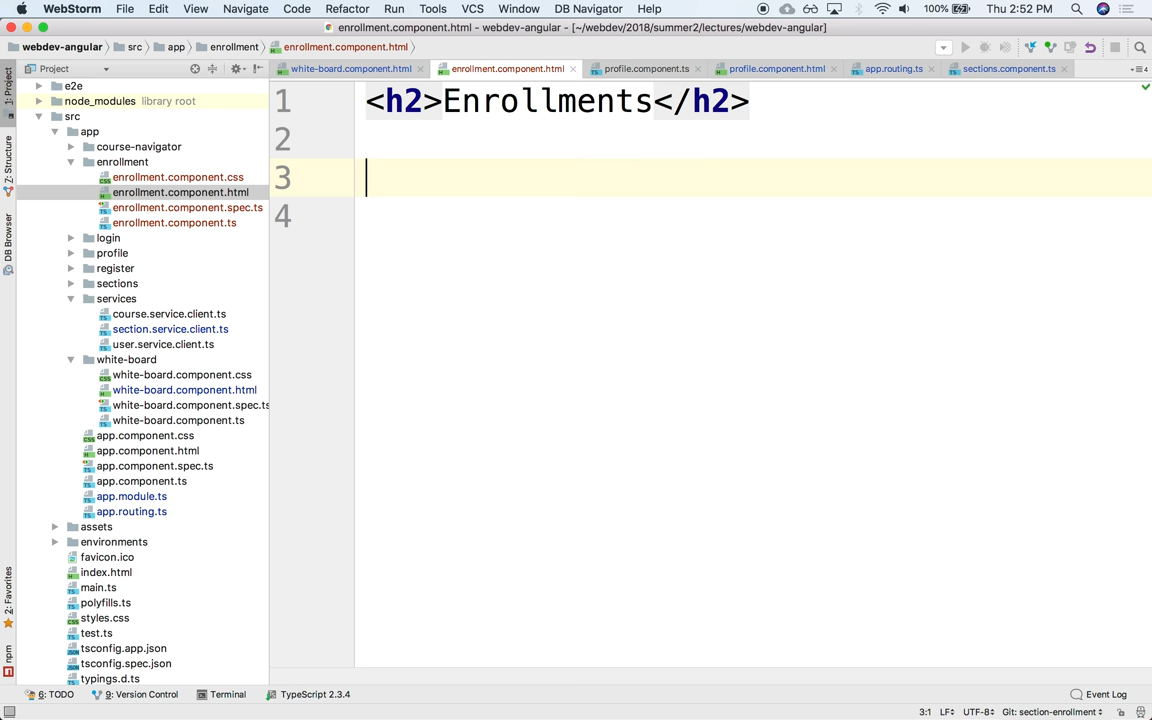 WebStorm File Edit View Navigate Code Refactor Run Tools VCS Window DB Navigator Help 100% Thu 2:52 PM
enrollment.component.html - webdev-angular - [~/webdev/2018/summer2/lectures/webdev-angular]
webdev-angular src app enrollment enrollment.component.html
Project
white-board.component.html enrollment.component.html profile.component.ts profile.component.html app.routing.ts sections.component.ts
1: Project
7: Structure
DB Browser
2: Favorites
npm
e2e
node_modules library root
src
app
course-navigator
enrollment
enrollment.component.css
enrollment.component.html
enrollment.component.spec.ts
enrollment.component.ts
login
profile
register
sections
services
course.service.client.ts
section.service.client.ts
user.service.client.ts
white-board
white-board.component.css
white-board.component.html
white-board.component.spec.ts
white-board.component.ts
app.component.css
app.component.html
app.component.spec.ts
app.component.ts
app.module.ts
app.routing.ts
assets
environments
favicon.ico
index.html
main.ts
polyfills.ts
styles.css
test.ts
tsconfig.app.json
tsconfig.spec.json
typings.d.ts
1 <h2>Enrollments</h2>
2
3
4
6: TODO 9: Version Control Terminal TypeScript 2.3.4 Event Log
3:1 LF UTF-8 Git: section-enrollment